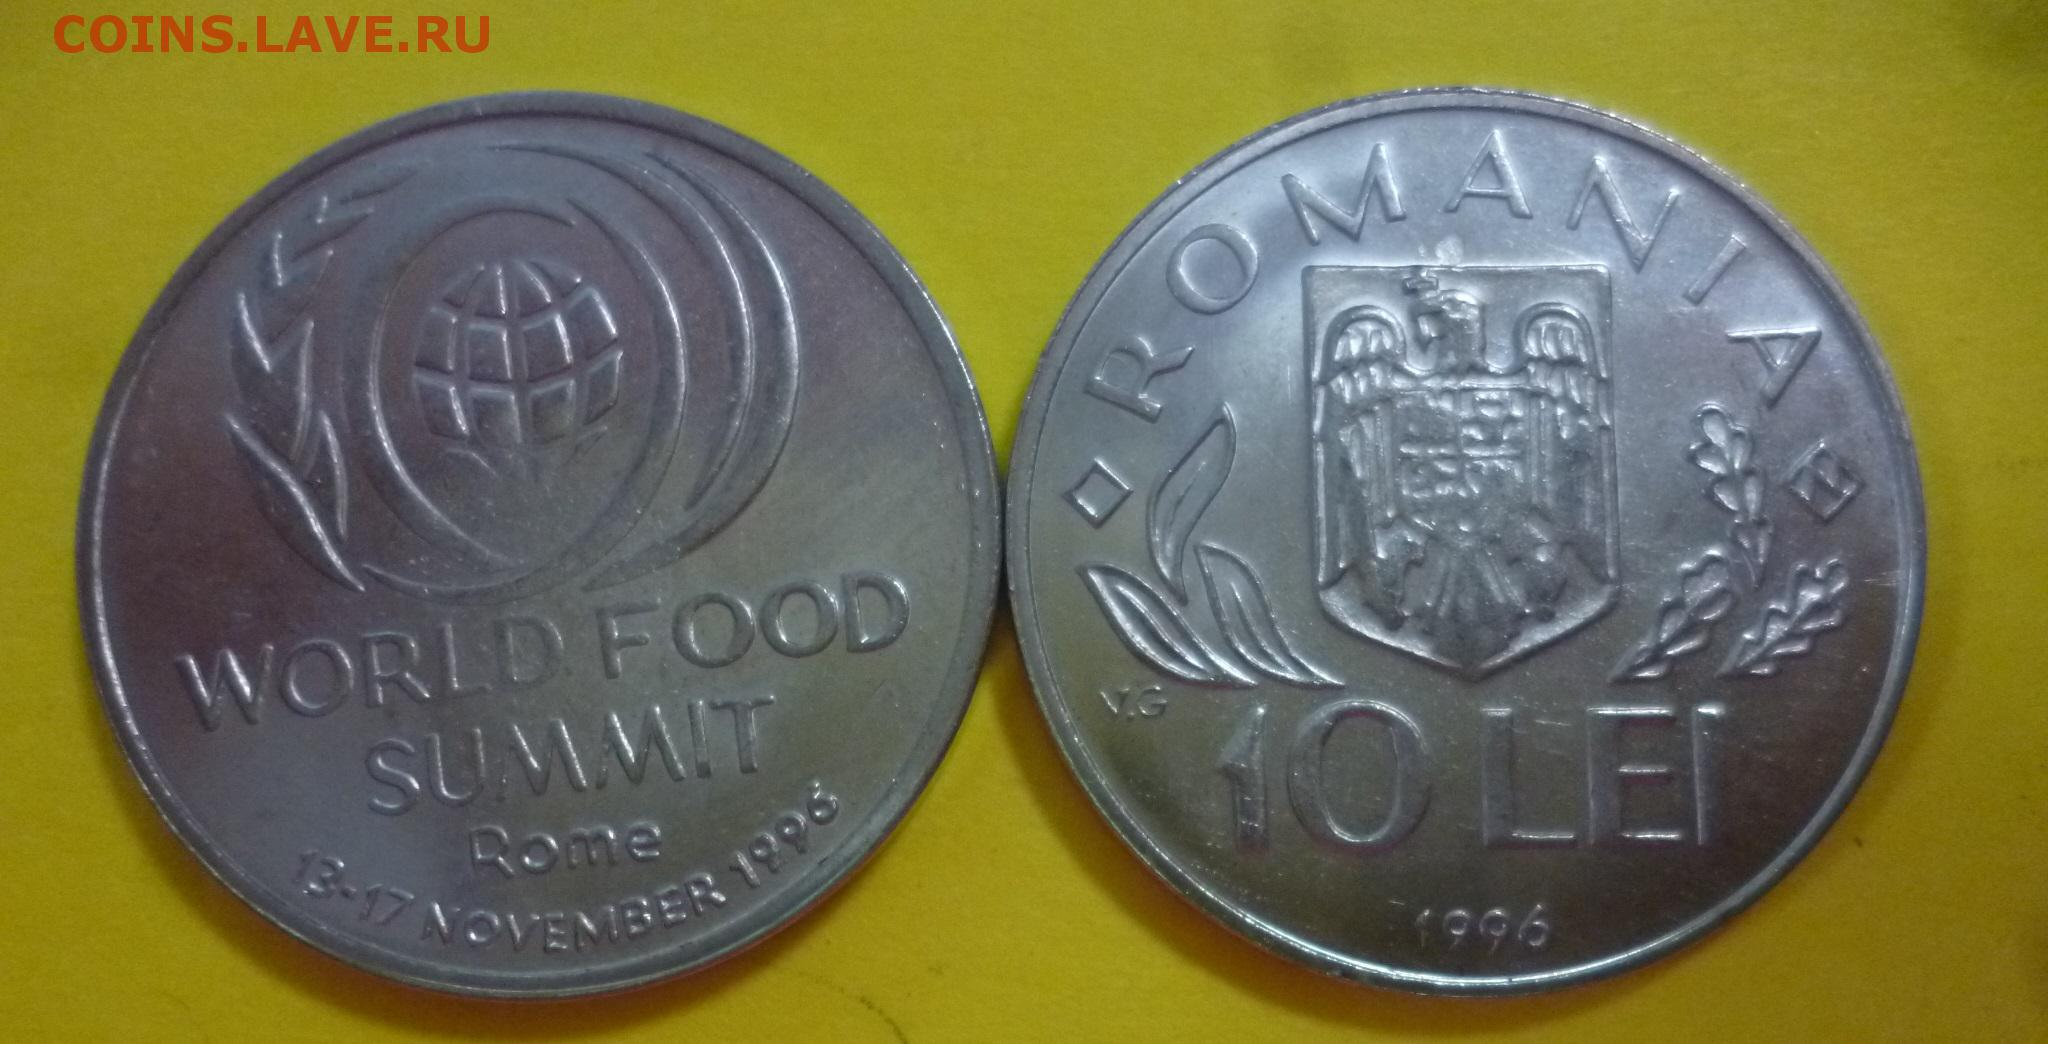 COINS.LAVE.RU
WORLD FOOD
SUMMIT
Rome
13-17 NOVEMBER 1996
ROMANIA
V.G
10 LEI
1996